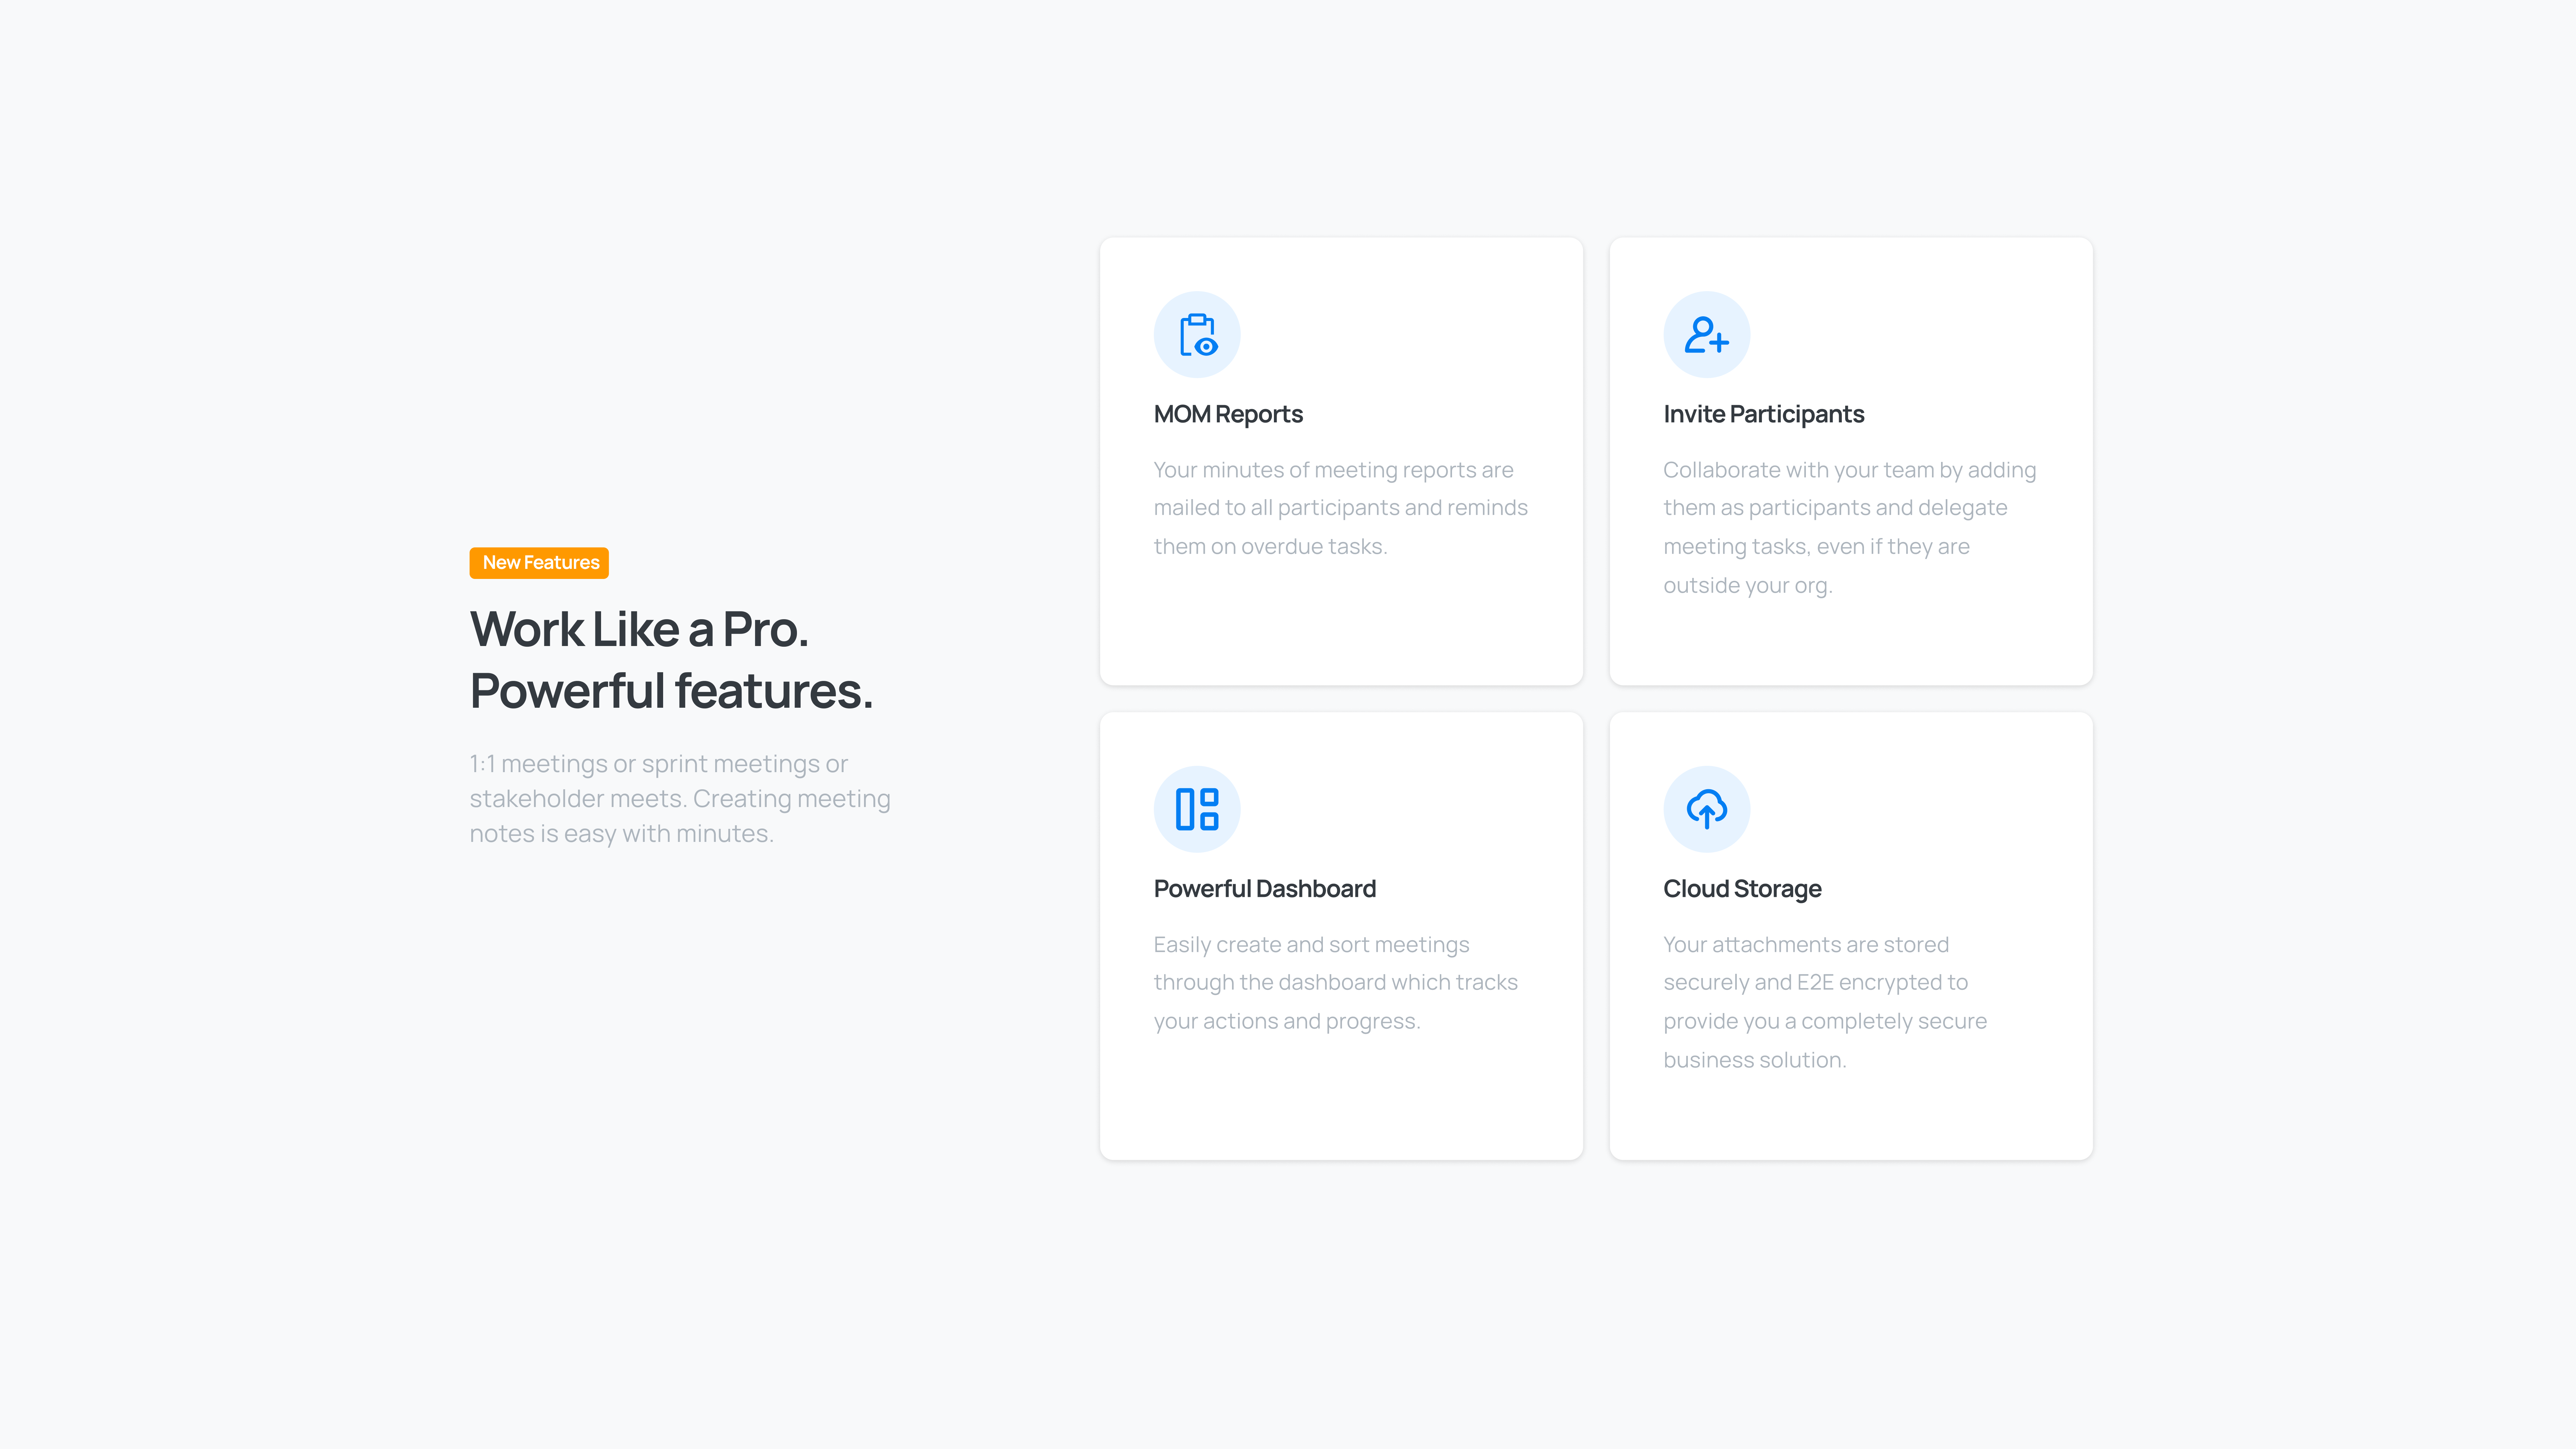 New Features
Work Like a Pro.
Powerful features.
1:1 meetings or sprint meetings or
stakeholder meets. Creating meeting
notes is easy with minutes.
MOM Reports
Your minutes of meeting reports are
mailed to all participants and reminds
them on overdue tasks.
Invite Participants
Collaborate with your team by adding
them as participants and delegate
meeting tasks, even if they are
outside your org.
Powerful Dashboard
Easily create and sort meetings
through the dashboard which tracks
your actions and progress.
Cloud Storage
Your attachments are stored
securely and E2E encrypted to
provide you a completely secure
business solution.